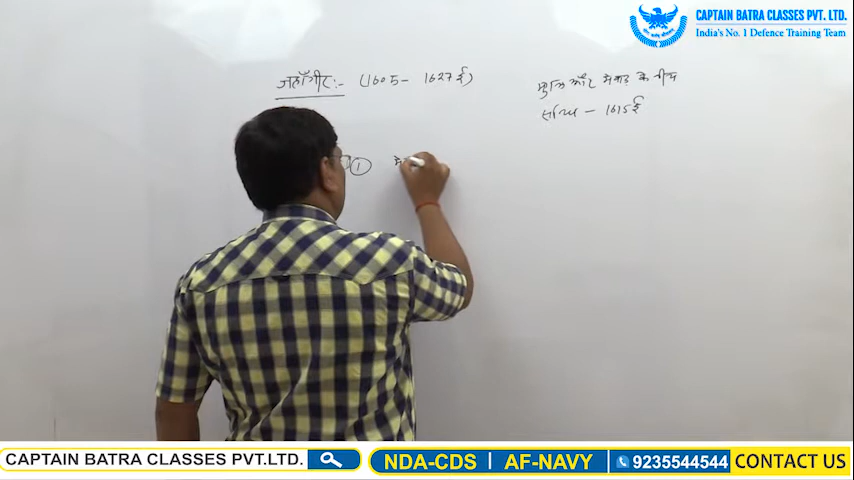 CAPTAIN BATRA CLASSES PVT. LTD.
India's No. 1 Defence Training Team
जहाँगीर:- (1605 - 1627 ई)
मुगल और मेवाड़ के बीच
संधि - 1615 ई
1 मे
CAPTAIN BATRA CLASSES PVT.LTD.
NDA-CDS | AF-NAVY
9235544544 CONTACT US